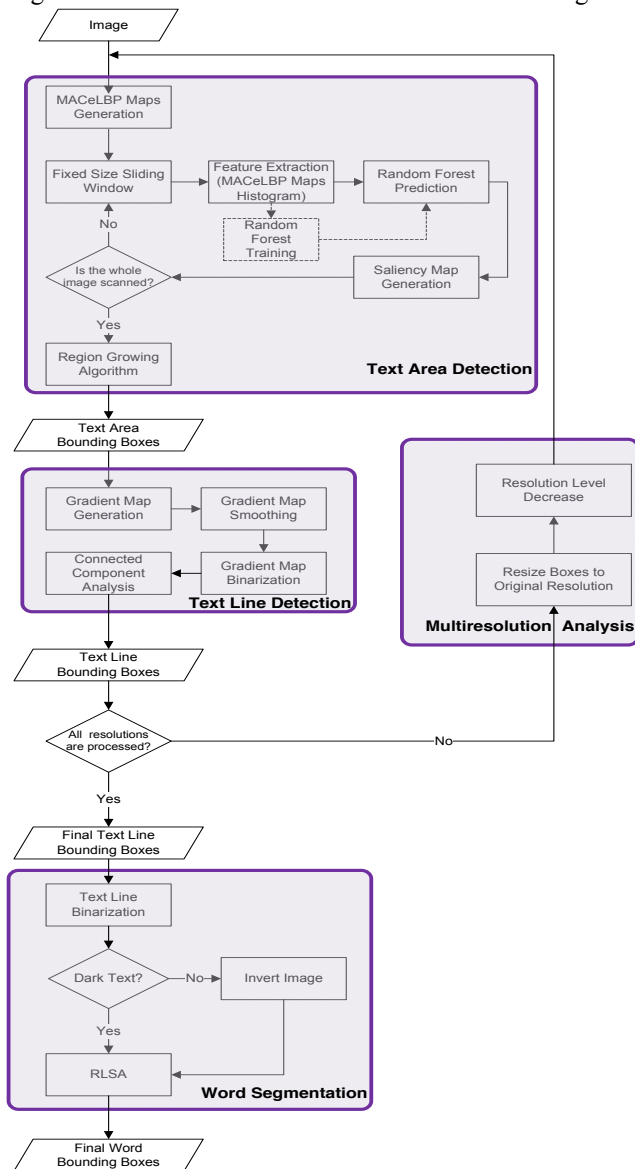 Image
MACeLBP Maps
Generation
Fixed Size Sliding
Window
Feature Extraction
(MACeLBP Maps
Histogram)
Random Forest
Prediction
No
Random
Forest
Training
Is the whole
image scanned?
Saliency Map
Generation
Yes
Region Growing
Algorithm
Text Area Detection
Text Area
Bounding Boxes
Gradient Map
Generation
Gradient Map
Smoothing
Connected
Component
Analysis
Gradient Map
Binarization
Text Line Detection
Resolution Level
Decrease
Resize Boxes to
Original Resolution
Multiresolution Analysis
Text Line
Bounding Boxes
All resolutions
are processed?
No
Yes
Final Text Line
Bounding Boxes
Text Line
Binarization
Dark Text?
No
Invert Image
Yes
RLSA
Word Segmentation
Final Word
Bounding Boxes